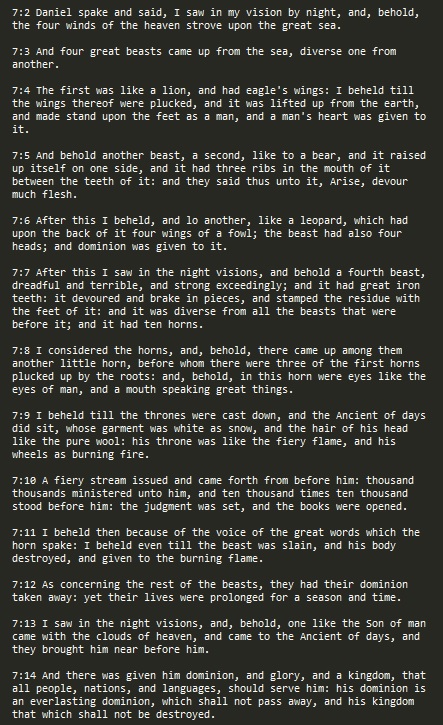 7:2 Daniel spake and said, I saw in my vision by night, and, behold,
the four winds of the heaven strove upon the great sea.
7:3 And four great beasts came up from the sea, diverse one from
another.
7:4 The first was like a lion, and had eagle's wings: I beheld till
the wings thereof were plucked, and it was lifted up from the earth,
and made stand upon the feet as a man, and a man's heart was given to
it.
7:5 And behold another beast, a second, like to a bear, and it raised
up itself on one side, and it had three ribs in the mouth of it
between the teeth of it: and they said thus unto it, Arise, devour
much flesh.
7:6 After this I beheld, and lo another, like a leopard, which had
upon the back of it four wings of a fowl; the beast had also four
heads; and dominion was given to it.
7:7 After this I saw in the night visions, and behold a fourth beast,
dreadful and terrible, and strong exceedingly; and it had great iron
teeth: it devoured and brake in pieces, and stamped the residue with
the feet of it: and it was diverse from all the beasts that were
before it; and it had ten horns.
7:8 I considered the horns, and, behold, there came up among them
another little horn, before whom there were three of the first horns
plucked up by the roots: and, behold, in this horn were eyes like the
eyes of man, and a mouth speaking great things.
7:9 I beheld till the thrones were cast down, and the Ancient of days
did sit, whose garment was white as snow, and the hair of his head
like the pure wool: his throne was like the fiery flame, and his
wheels as burning fire.
7:10 A fiery stream issued and came forth from before him: thousand
thousands ministered unto him, and ten thousand times ten thousand
stood before him: the judgment was set, and the books were opened.
7:11 I beheld then because of the voice of the great words which the
horn spake: I beheld even till the beast was slain, and his body
destroyed, and given to the burning flame.
7:12 As concerning the rest of the beasts, they had their dominion
taken away: yet their lives were prolonged for a season and time.
7:13 I saw in the night visions, and, behold, one like the Son of man
came with the clouds of heaven, and came to the Ancient of days, and
they brought him near before him.
7:14 And there was given him dominion, and glory, and a kingdom, that
all people, nations, and languages, should serve him: his dominion is
an everlasting dominion, which shall not pass away, and his kingdom
that which shall not be destroyed.